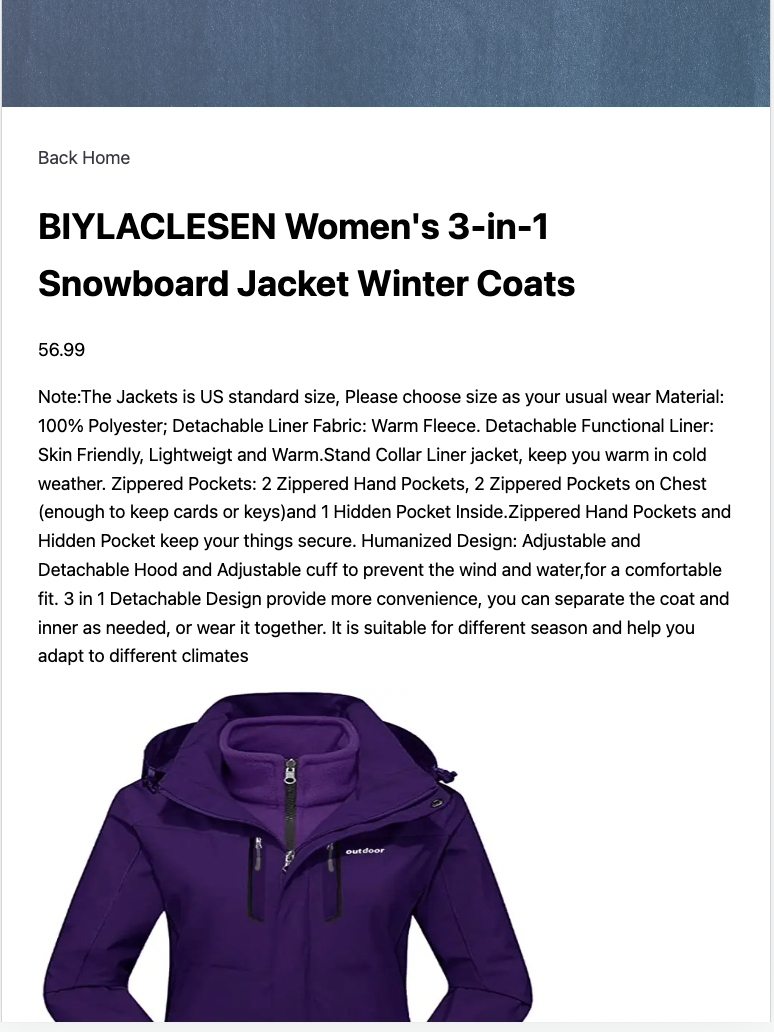 Back Home
BIYLACLESEN Women's 3-in-1
Snowboard Jacket Winter Coats
56.99
Note:The Jackets is US standard size, Please choose size as your usual wear Material:
100% Polyester; Detachable Liner Fabric: Warm Fleece. Detachable Functional Liner:
Skin Friendly, Lightweigt and Warm.Stand Collar Liner jacket, keep you warm in cold
weather. Zippered Pockets: 2 Zippered Hand Pockets, 2 Zippered Pockets on Chest
(enough to keep cards or keys)and 1 Hidden Pocket Inside.Zippered Hand Pockets and
Hidden Pocket keep your things secure. Humanized Design: Adjustable and
Detachable Hood and Adjustable cuff to prevent the wind and water,for a comfortable
fit. 3 in 1 Detachable Design provide more convenience, you can separate the coat and
inner as needed, or wear it together. It is suitable for different season and help you
adapt to different climates
outdoor